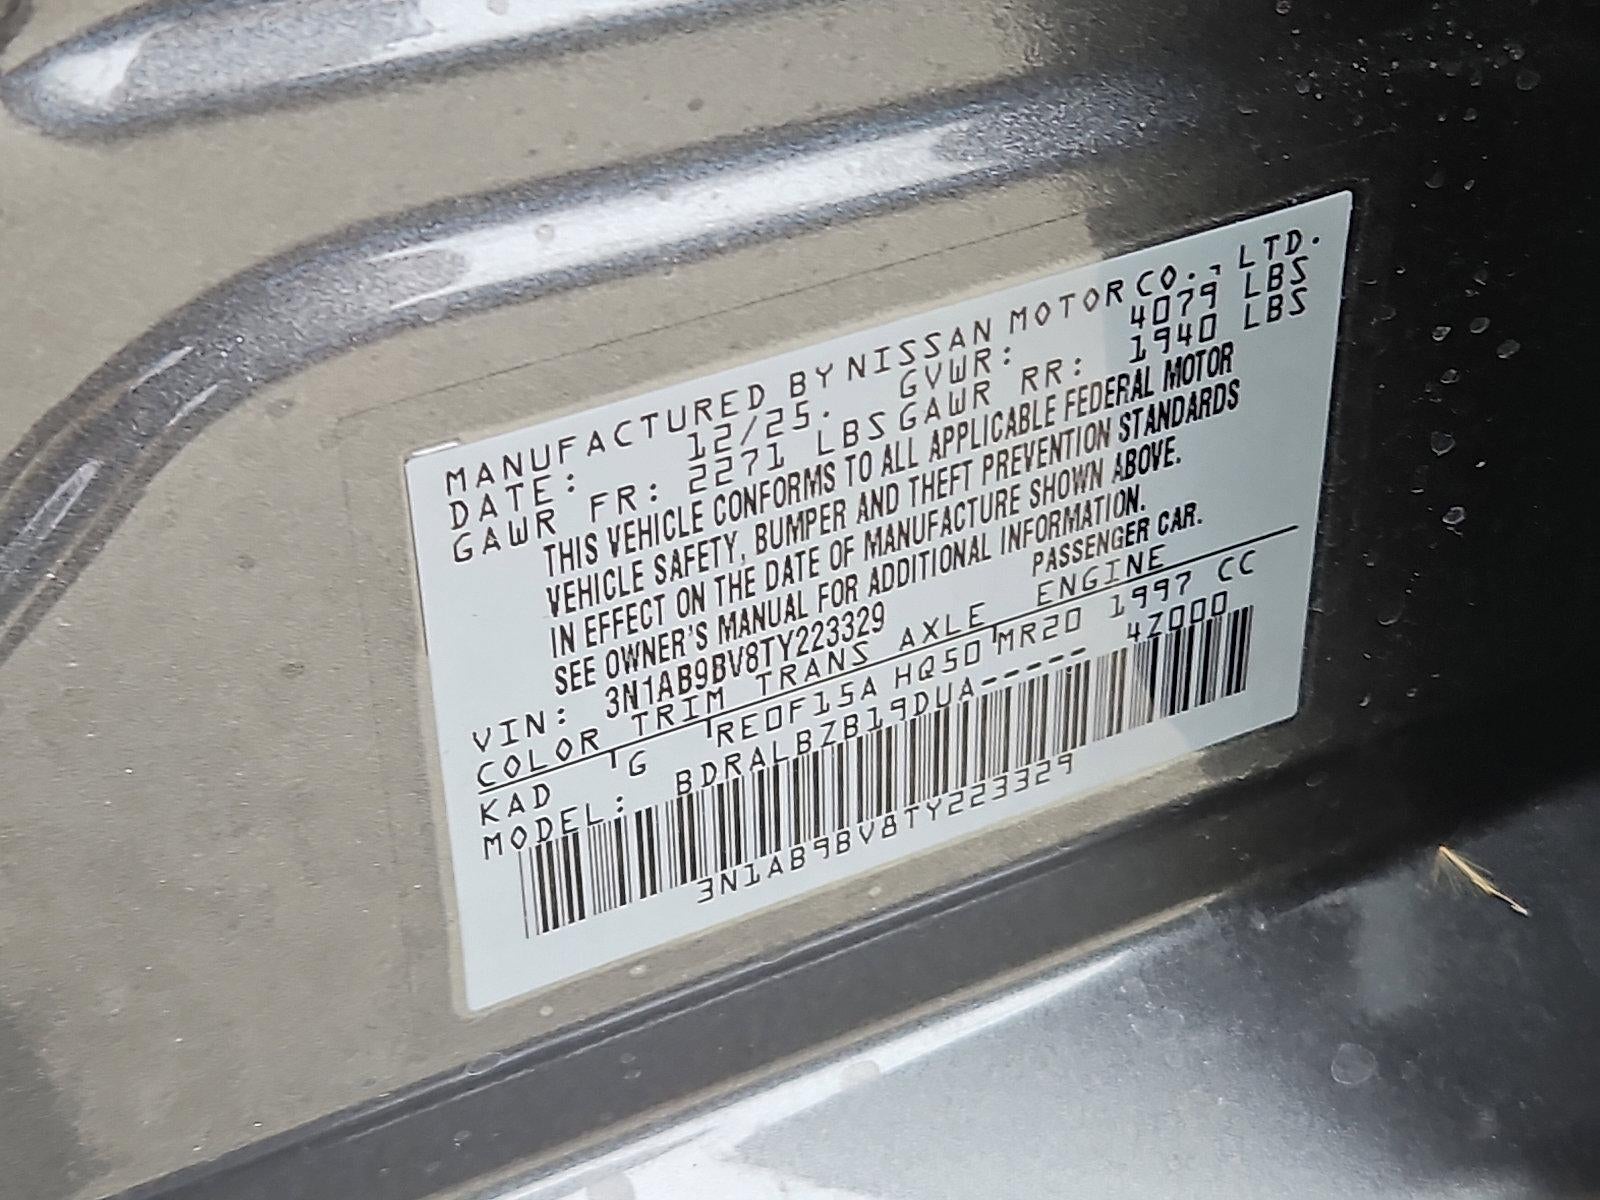 MANUFACTURED BY NISSAN MOTOR CO., LTD.
DATE: 12/25. GVWR: 4079 LBS
GAWR FR: 2271 LBS GAWR RR: 1940 LBS
THIS VEHICLE CONFORMS TO ALL APPLICABLE FEDERAL MOTOR
VEHICLE SAFETY, BUMPER AND THEFT PREVENTION STANDARDS
IN EFFECT ON THE DATE OF MANUFACTURE SHOWN ABOVE.
SEE OWNER'S MANUAL FOR ADDITIONAL INFORMATION.
VIN: 3N1AB9BV8TY223329 PASSENGER CAR.
COLOR TRIM TRANS AXLE ENGINE
KAD G RE0F15A HQ50 MR20 1997 CC
MODEL: BDRALBZB19DUA----- 4Z000
3N1AB9BV8TY223329